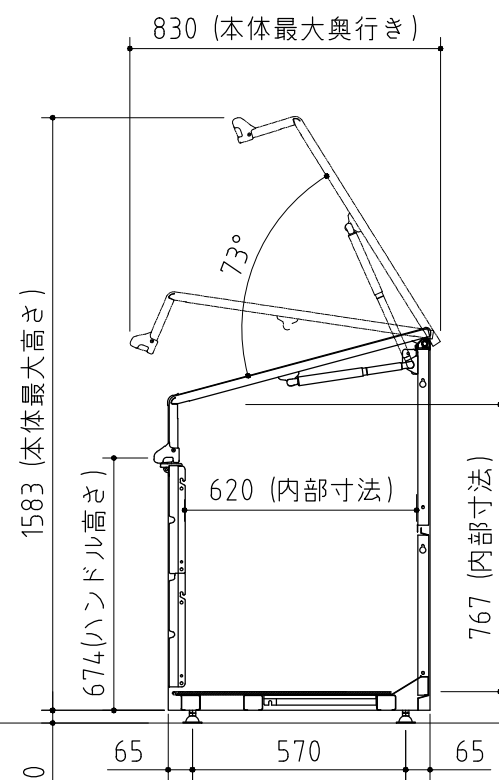 830 (本体最大奥行き)
73°
1583 (本体最大高さ)
674(ハンドル高さ)
620 (内部寸法)
767 (内部寸法)
65
570
65
0